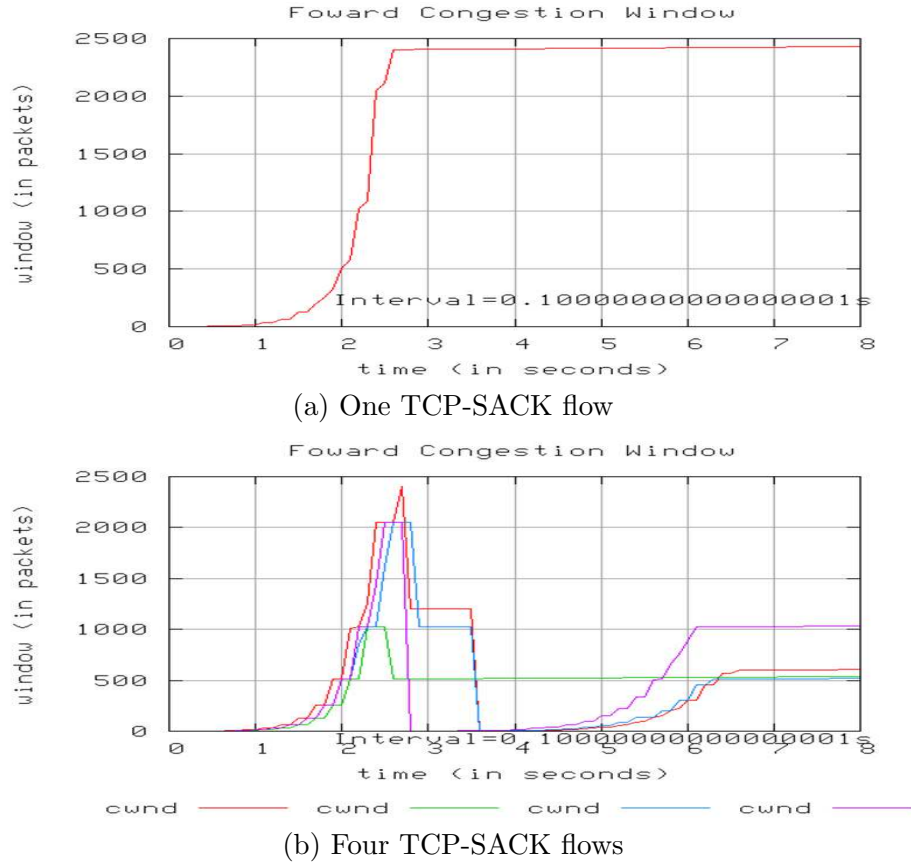 Foward Congestion Window
window (in packets)
2500
2000
1500
1000
500
0
Interval=0.10000000000000001s
0 1 2 3 4 5 6 7 8
time (in seconds)
(a) One TCP-SACK flow
Foward Congestion Window
window (in packets)
2500
2000
1500
1000
500
0
Interval=0.10000000000000001s
0 1 2 3 4 5 6 7 8
time (in seconds)
cwnd cwnd cwnd cwnd
(b) Four TCP-SACK flows